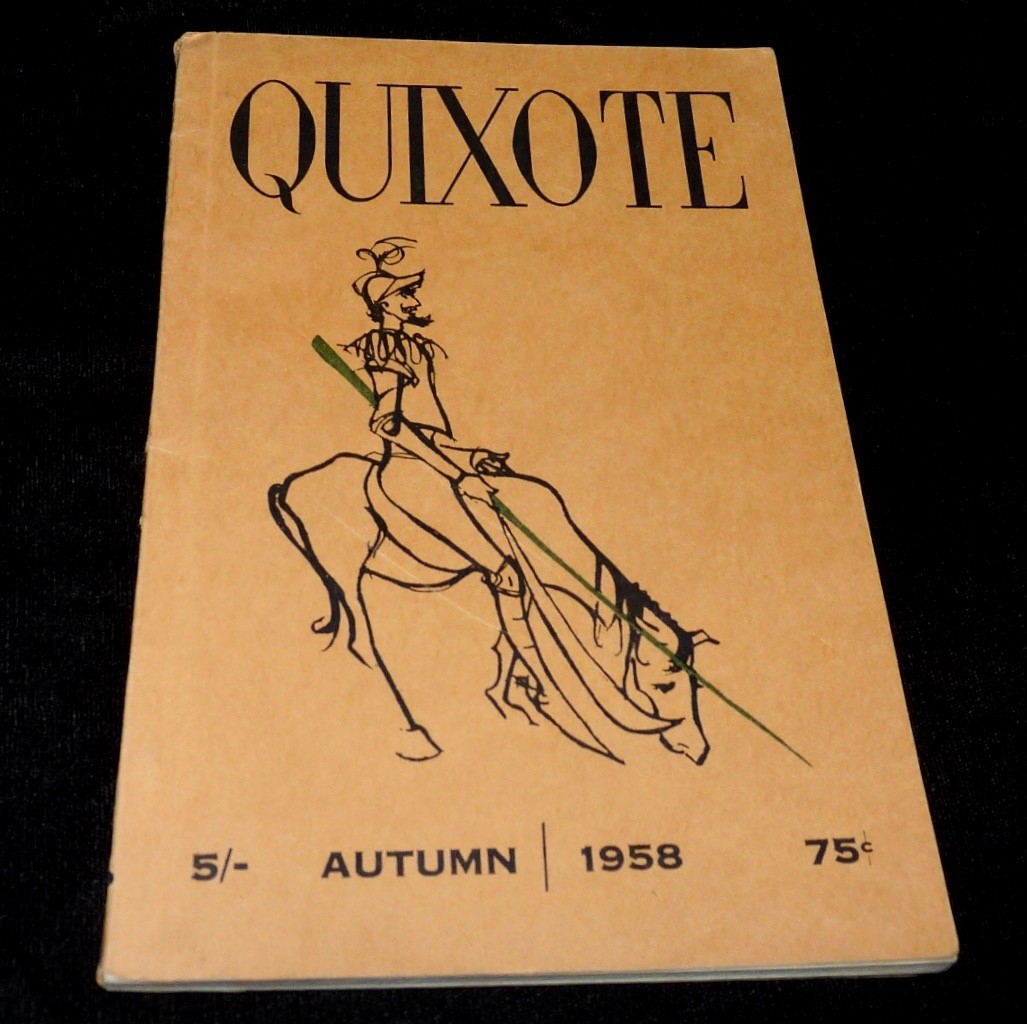 QUIXOTE
5/- AUTUMN | 1958 75¢